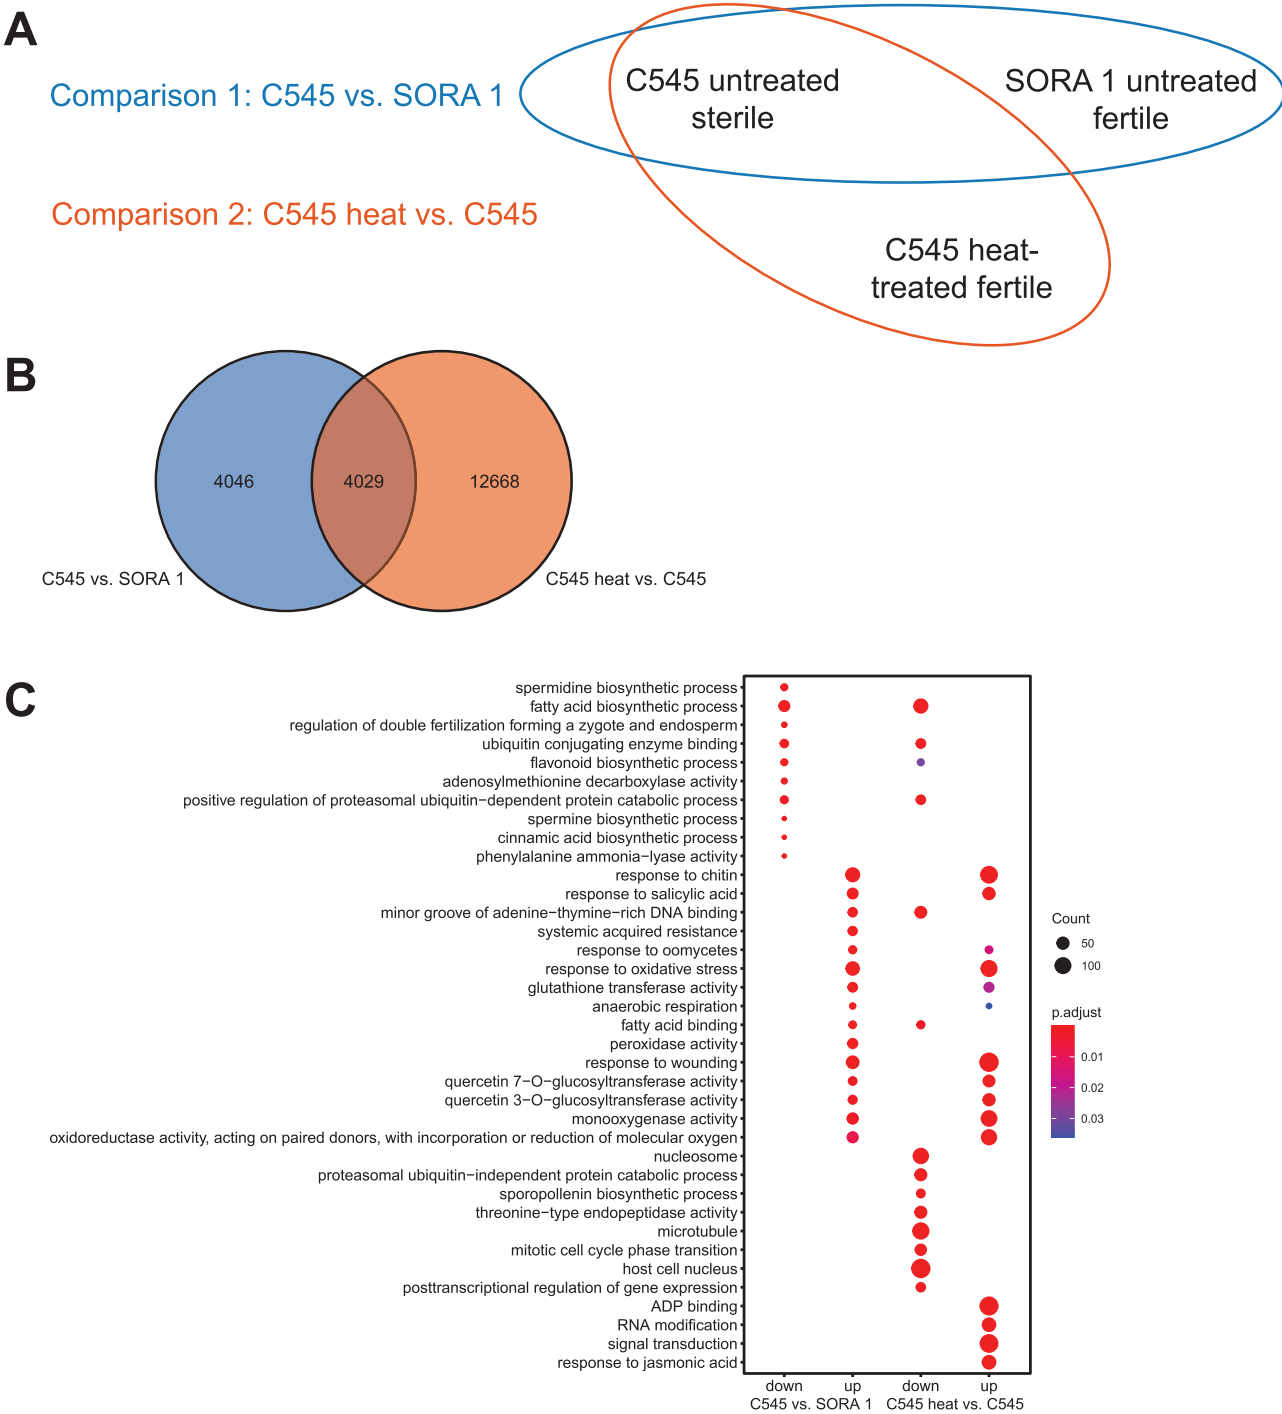 A
Comparison 1: C545 vs. SORA 1
C545 untreated
sterile
SORA 1 untreated
fertile
Comparison 2: C545 heat vs. C545
C545 heat-
treated fertile
B
4046
4029
12668
C545 vs. SORA 1
C545 heat vs. C545
C
spermidine biosynthetic process
fatty acid biosynthetic process
regulation of double fertilization forming a zygote and endosperm
ubiquitin conjugating enzyme binding
flavonoid biosynthetic process
adenosylmethionine decarboxylase activity
positive regulation of proteasomal ubiquitin−dependent protein catabolic process
spermine biosynthetic process
cinnamic acid biosynthetic process
phenylalanine ammonia−lyase activity
response to chitin
response to salicylic acid
minor groove of adenine−thymine−rich DNA binding
systemic acquired resistance
response to oomycetes
response to oxidative stress
glutathione transferase activity
anaerobic respiration
fatty acid binding
peroxidase activity
response to wounding
quercetin 7−O−glucosyltransferase activity
quercetin 3−O−glucosyltransferase activity
monooxygenase activity
oxidoreductase activity, acting on paired donors, with incorporation or reduction of molecular oxygen
nucleosome
proteasomal ubiquitin−independent protein catabolic process
sporopollenin biosynthetic process
threonine−type endopeptidase activity
microtubule
mitotic cell cycle phase transition
host cell nucleus
posttranscriptional regulation of gene expression
ADP binding
RNA modification
signal transduction
response to jasmonic acid
down
up
down
up
C545 vs. SORA 1
C545 heat vs. C545
Count
50
100
p.adjust
0.01
0.02
0.03